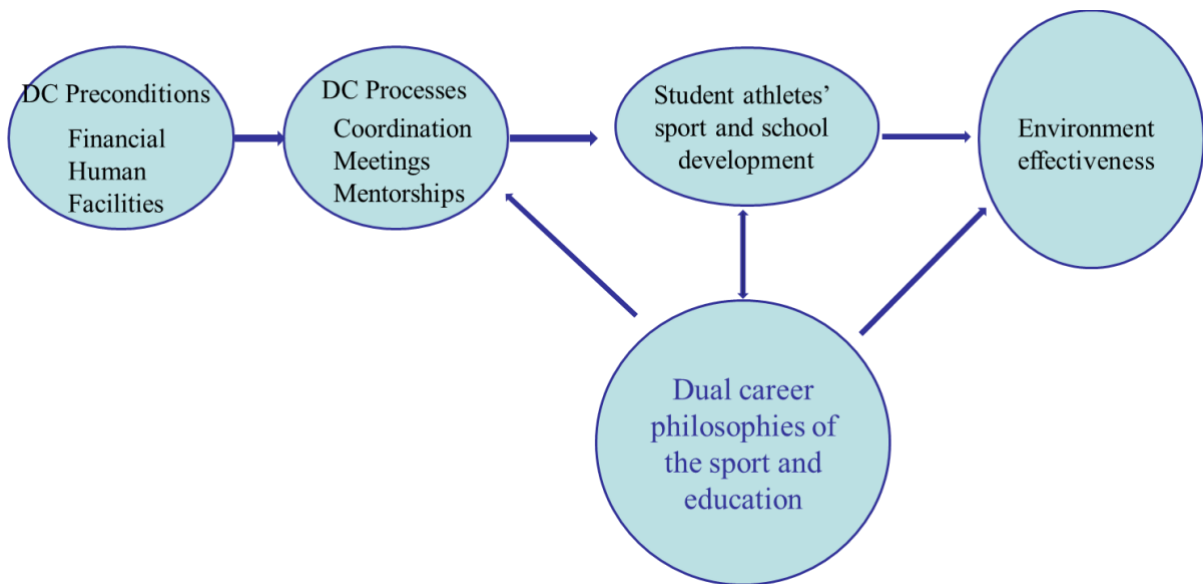 DC Preconditions
Financial
Human
Facilities
DC Processes
Coordination
Meetings
Mentorships
Student athletes’
sport and school
development
Environment
effectiveness
Dual career
philosophies of
the sport and
education